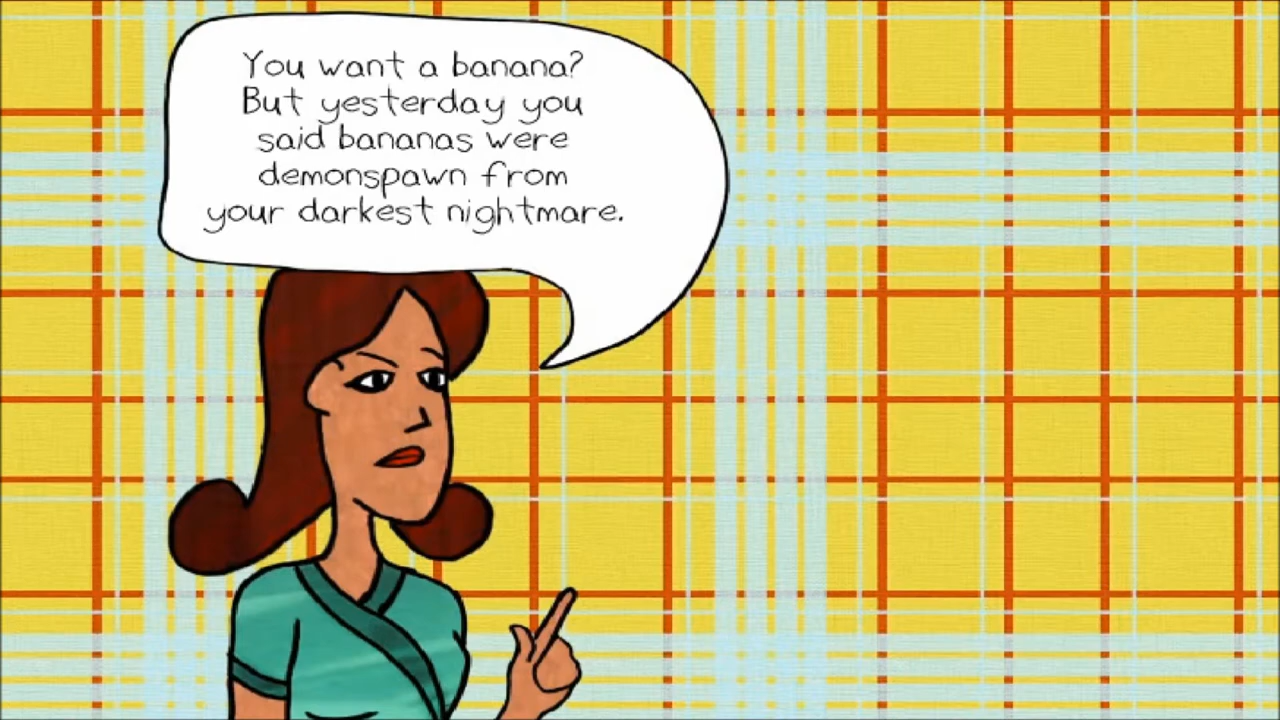 You want a banana?
But yesterday you
said bananas were
demonspawn from
your darkest nightmare.